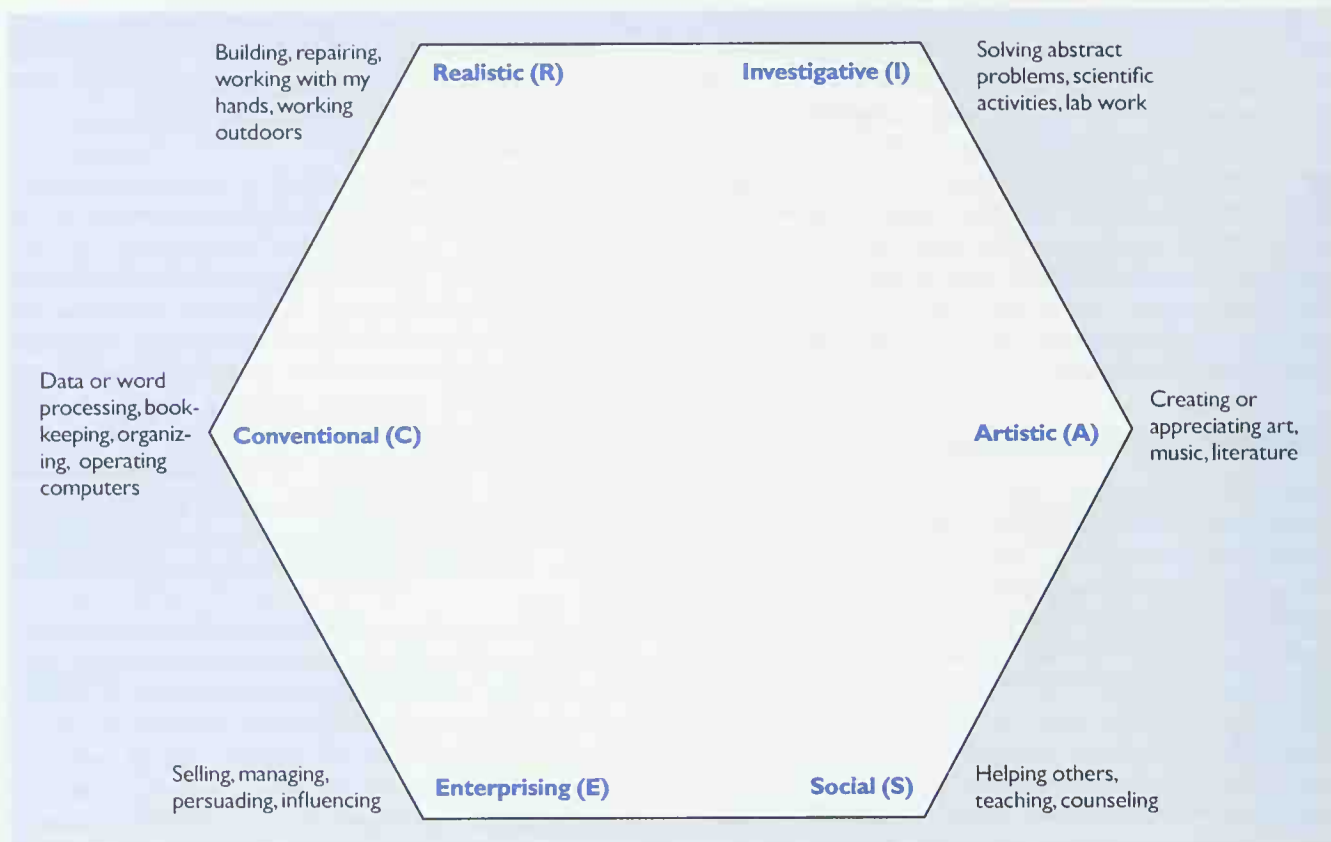 Building, repairing,
working with my
hands, working
outdoors
Realistic (R)
Investigative (I)
Solving abstract
problems, scientific
activities, lab work
Data or word
processing, book-
keeping, organiz-
ing, operating
computers
Conventional (C)
Artistic (A)
Creating or
appreciating art,
music, literature
Selling, managing,
persuading, influencing
Enterprising (E)
Social (S)
Helping others,
teaching, counseling